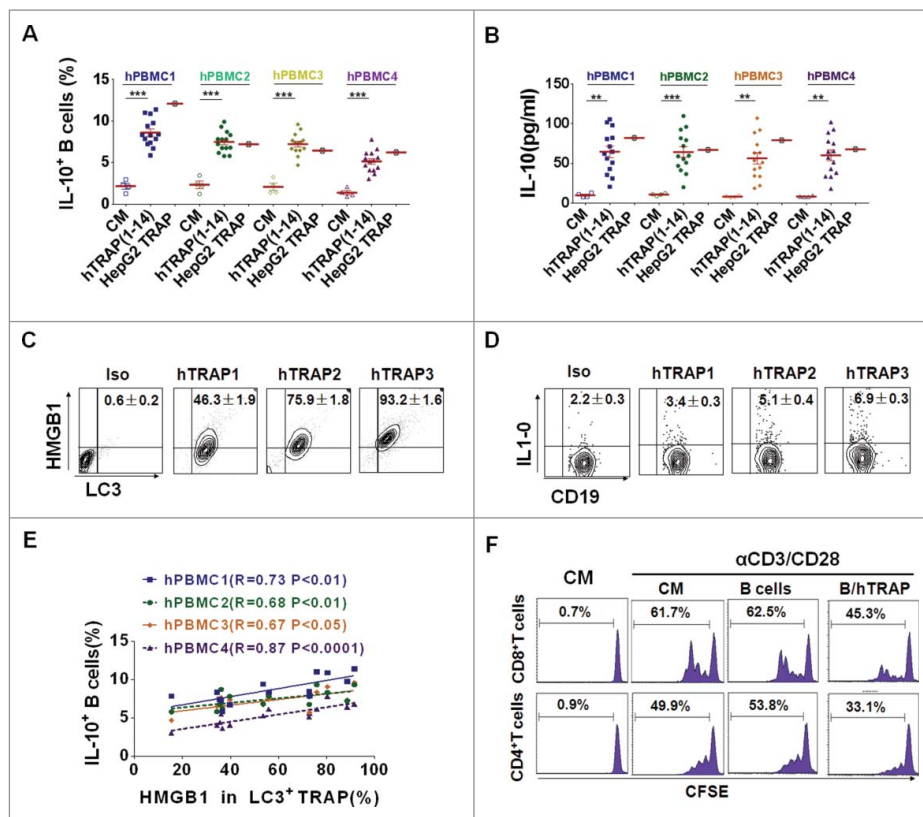 A
hPBMC1 hPBMC2 hPBMC3 hPBMC4
*** *** *** ***
IL-10+ B cells (%)
15
10
5
0
CM hTRAP(1-14) HepG2 TRAP CM hTRAP(1-14) HepG2 TRAP CM hTRAP(1-14) HepG2 TRAP CM hTRAP(1-14) HepG2 TRAP
B
hPBMC1 hPBMC2 hPBMC3 hPBMC4
** *** ** **
IL-10(pg/ml)
150
100
50
0
CM hTRAP(1-14) HepG2 TRAP CM hTRAP(1-14) HepG2 TRAP CM hTRAP(1-14) HepG2 TRAP CM hTRAP(1-14) HepG2 TRAP
C
Iso hTRAP1 hTRAP2 hTRAP3
0.6±0.2 46.3±1.9 75.9±1.8 93.2±1.6
HMGB1
LC3
D
Iso hTRAP1 hTRAP2 hTRAP3
2.2±0.3 3.4±0.3 5.1±0.4 6.9±0.3
IL1-0
CD19
E
hPBMC1(R=0.73 P<0.01)
hPBMC2(R=0.68 P<0.01)
hPBMC3(R=0.67 P<0.05)
hPBMC4(R=0.87 P<0.0001)
IL-10+ B cells(%)
15
10
5
0
0 20 40 60 80 100
HMGB1 in LC3+ TRAP(%)
F
αCD3/CD28
CM CM B cells B/hTRAP
CD8+T cells
0.7% 61.7% 62.5% 45.3%
CD4+T cells
0.9% 49.9% 53.8% 33.1%
CFSE